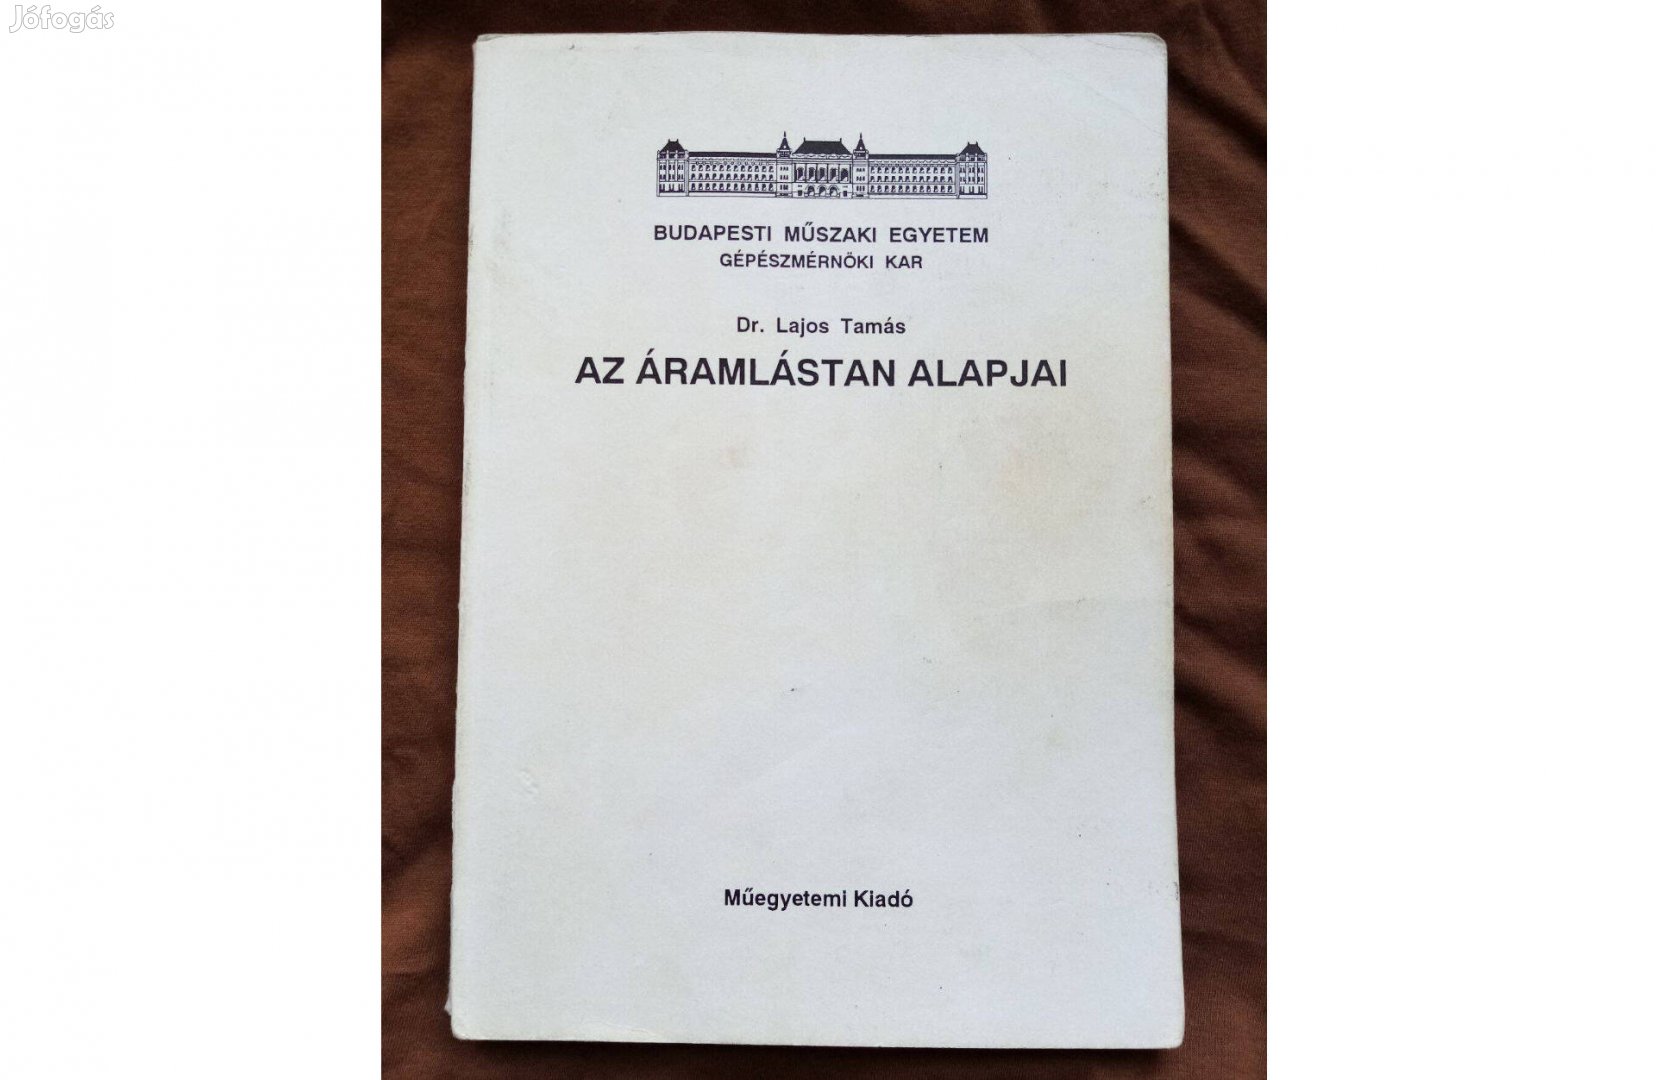 Jófogás
BUDAPESTI MŰSZAKI EGYETEM
GÉPÉSZMÉRNÖKI KAR
Dr. Lajos Tamás
AZ ÁRAMLÁSTAN ALAPJAI
Műegyetemi Kiadó